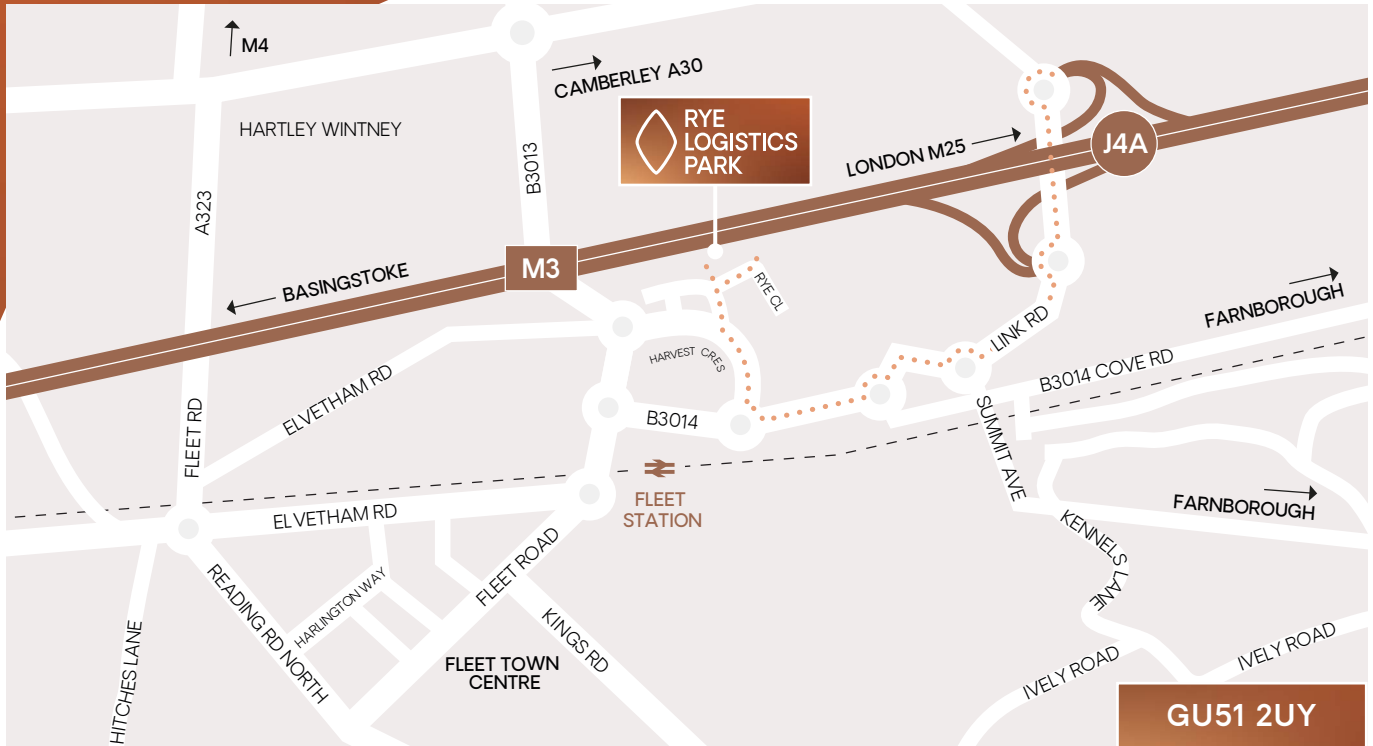 M4
CAMBERLEY A30
HARTLEY WINTNEY
RYE
LOGISTICS
PARK
B3013
LONDON M25
J4A
A323
M3
BASINGSTOKE
RYE CL
FARNBOROUGH
LINK RD
HARVEST CRES
B3014 COVE RD
ELVETHAM RD
FLEET RD
B3014
SUMMIT AVE
FLEET
STATION
ELVETHAM RD
FARNBOROUGH
KENNELS LANE
FLEET ROAD
READING RD NORTH
HARLINGTON WAY
KINGS RD
HITCHES LANE
FLEET TOWN
CENTRE
IVELY ROAD
IVELY ROAD
GU51 2UY